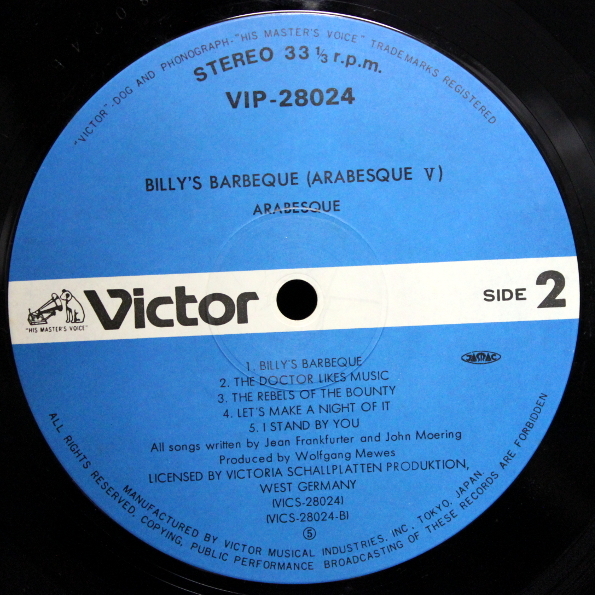 "VICTOR"-DOG AND PHONOGRAPH-"HIS MASTER'S VOICE" TRADEMARKS REGISTERED
STEREO 33 ⅓ r.p.m.
VIP-28024
BILLY'S BARBEQUE (ARABESQUE V)
ARABESQUE
"HIS MASTER'S VOICE"
Victor
SIDE 2
JASRAC
1. BILLY'S BARBEQUE
2. THE DOCTOR LIKES MUSIC
3. THE REBELS OF THE BOUNTY
4. LET'S MAKE A NIGHT OF IT
5. I STAND BY YOU
All songs written by Jean Frankfurter and John Moering
Produced by Wolfgang Mewes
LICENSED BY VICTORIA SCHALLPLATTEN PRODUKTION,
WEST GERMANY
(VICS-28024)
(VICS-28024-B)
⑤
MANUFACTURED BY VICTOR MUSICAL INDUSTRIES, INC., TOKYO, JAPAN.
ALL RIGHTS RESERVED, COPYING, PUBLIC PERFORMANCE BROADCASTING OF THESE RECORDS ARE FORBIDDEN